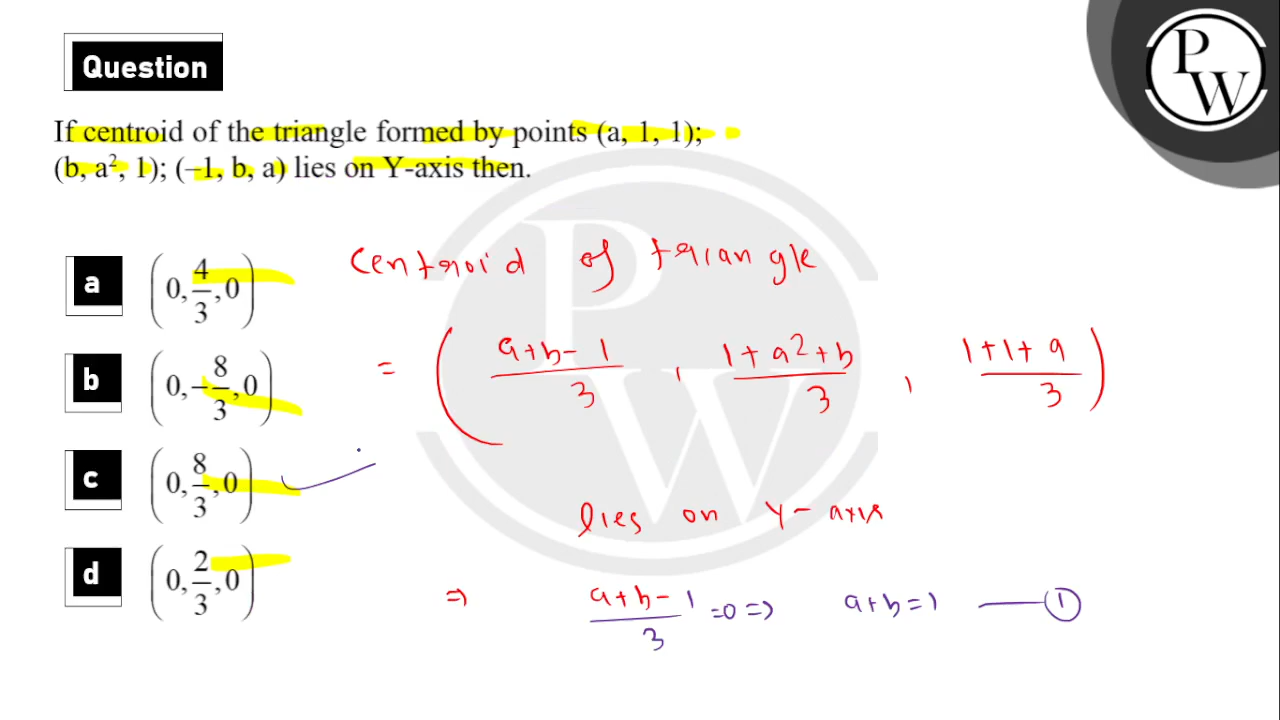 Question
PW
If centroid of the triangle formed by points (a, 1, 1);
(b, a², 1); (−1, b, a) lies on Y-axis then.
a (0, 4/3, 0)
b (0, −8/3, 0)
c (0, 8/3, 0)
d (0, 2/3, 0)
Centroid of triangle
= ( (a+b−1)/3 , (1+a²+b)/3 , (1+1+a)/3 )
lies on Y-axis
⇒ (a+b−1)/3 =0 ⇒ a+b=1 —— ①
PW